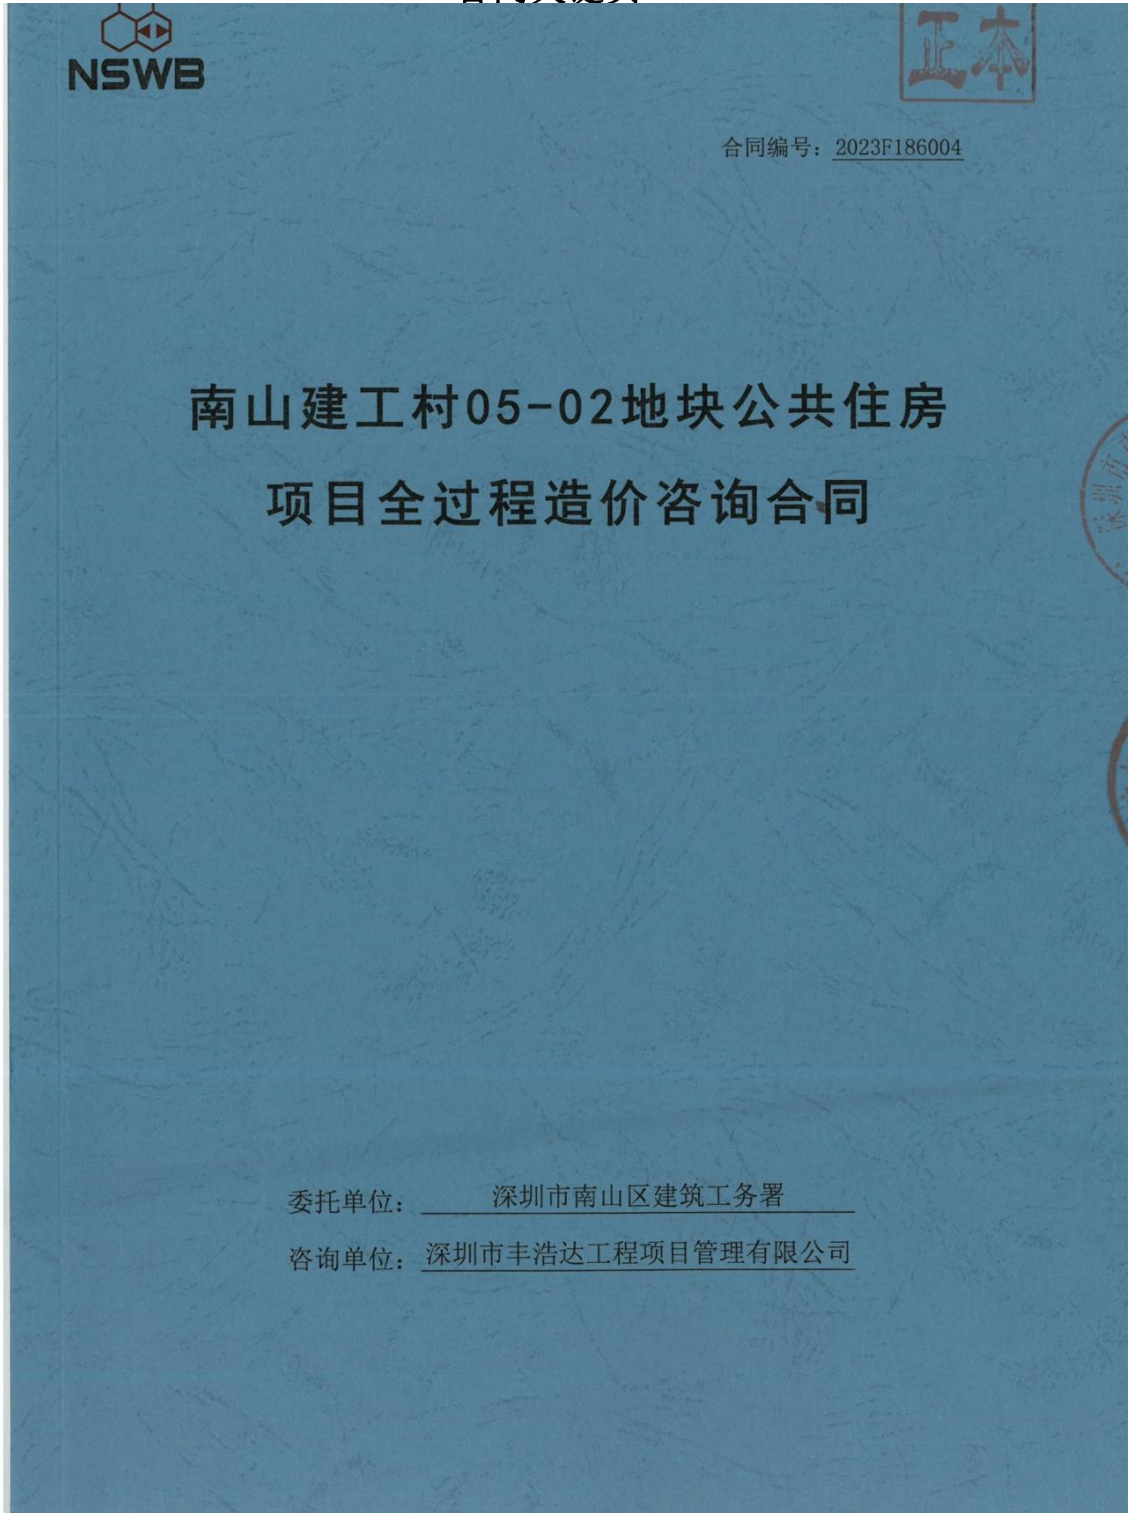 NSWB
正本
合同编号：2023F186004
南山建工村05-02地块公共住房
项目全过程造价咨询合同
深圳市
委托单位：深圳市南山区建筑工务署
咨询单位：深圳市丰浩达工程项目管理有限公司